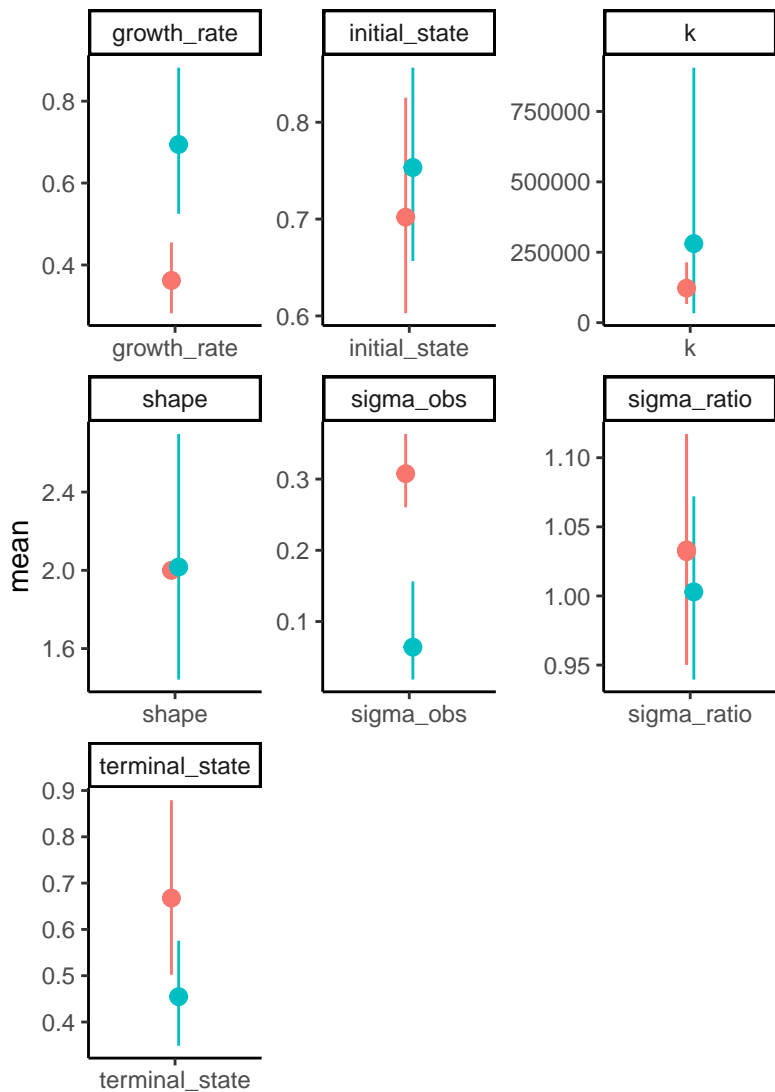 growth_rate
initial_state
k
0.8
0.6
0.4
0.8
0.7
0.6
750000
500000
250000
0
growth_rate
initial_state
k
shape
sigma_obs
sigma_ratio
2.4
2.0
1.6
0.3
0.2
0.1
1.10
1.05
1.00
0.95
shape
sigma_obs
sigma_ratio
mean
terminal_state
0.9
0.8
0.7
0.6
0.5
0.4
terminal_state